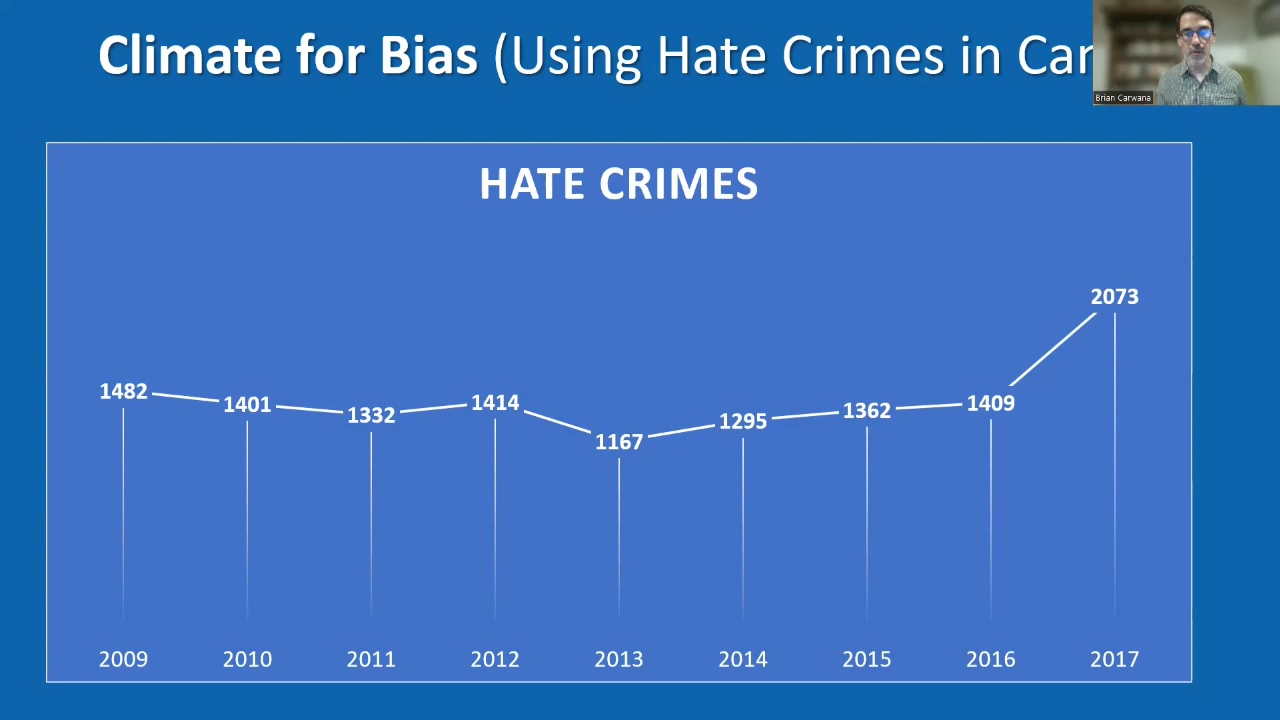 Climate for Bias (Using Hate Crimes in Can
Brian Carwana
HATE CRIMES
2073
1482
1401
1332
1414
1167
1295
1362
1409
2009 2010 2011 2012 2013 2014 2015 2016 2017